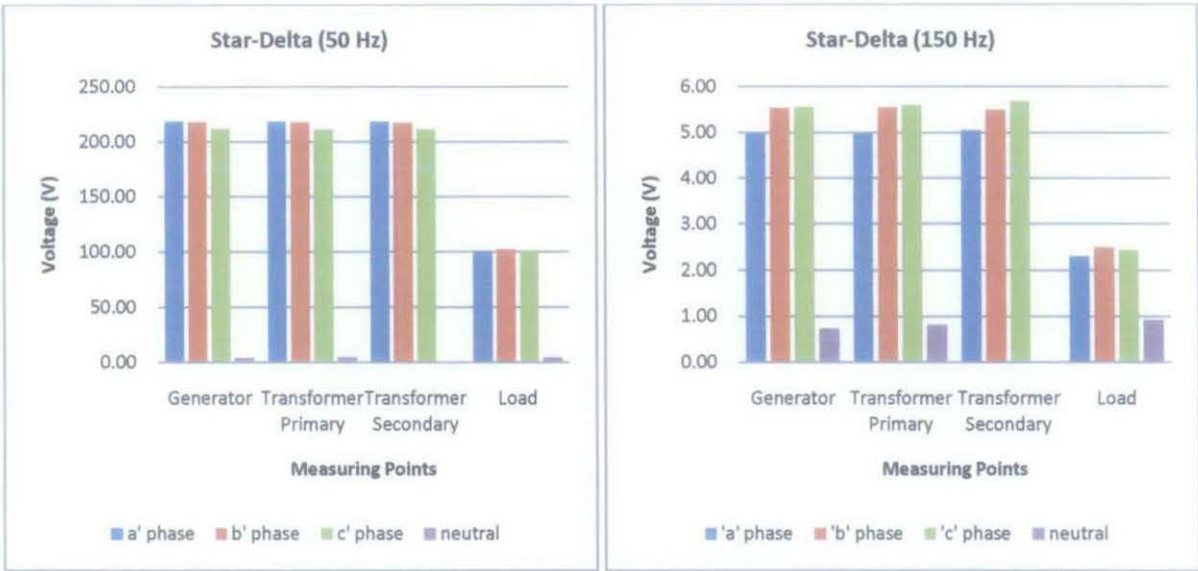 Star-Delta (50 Hz)
250.00
200.00
150.00
100.00
50.00
0.00
Voltage (V)
Generator Transformer Transformer Load
Primary Secondary
Measuring Points
a' phase b' phase c' phase neutral
Star-Delta (150 Hz)
6.00
5.00
4.00
3.00
2.00
1.00
0.00
Voltage (V)
Generator Transformer Transformer Load
Primary Secondary
Measuring Points
'a' phase 'b' phase 'c' phase neutral